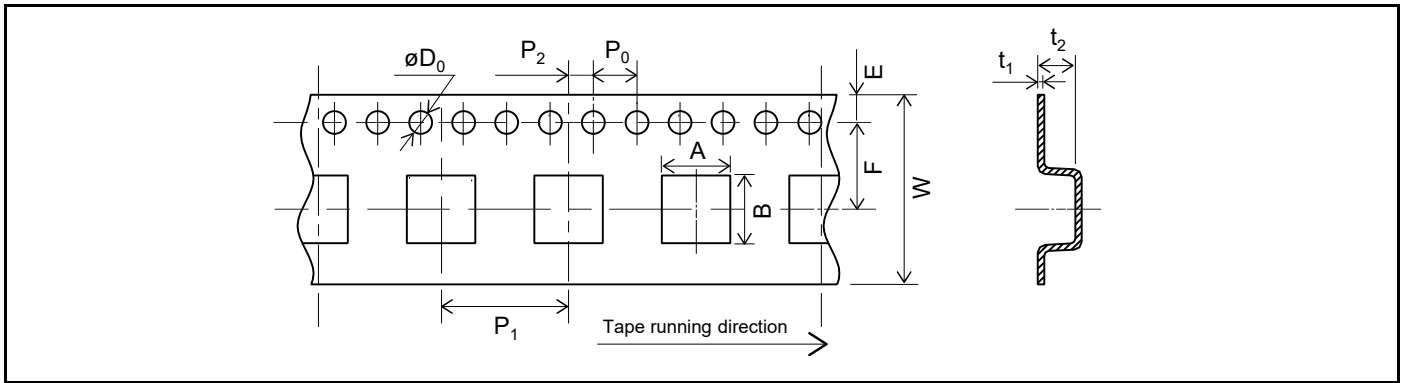 øD₀
P₂
P₀
E
t₁
t₂
A
B
F
W
P₁
Tape running direction